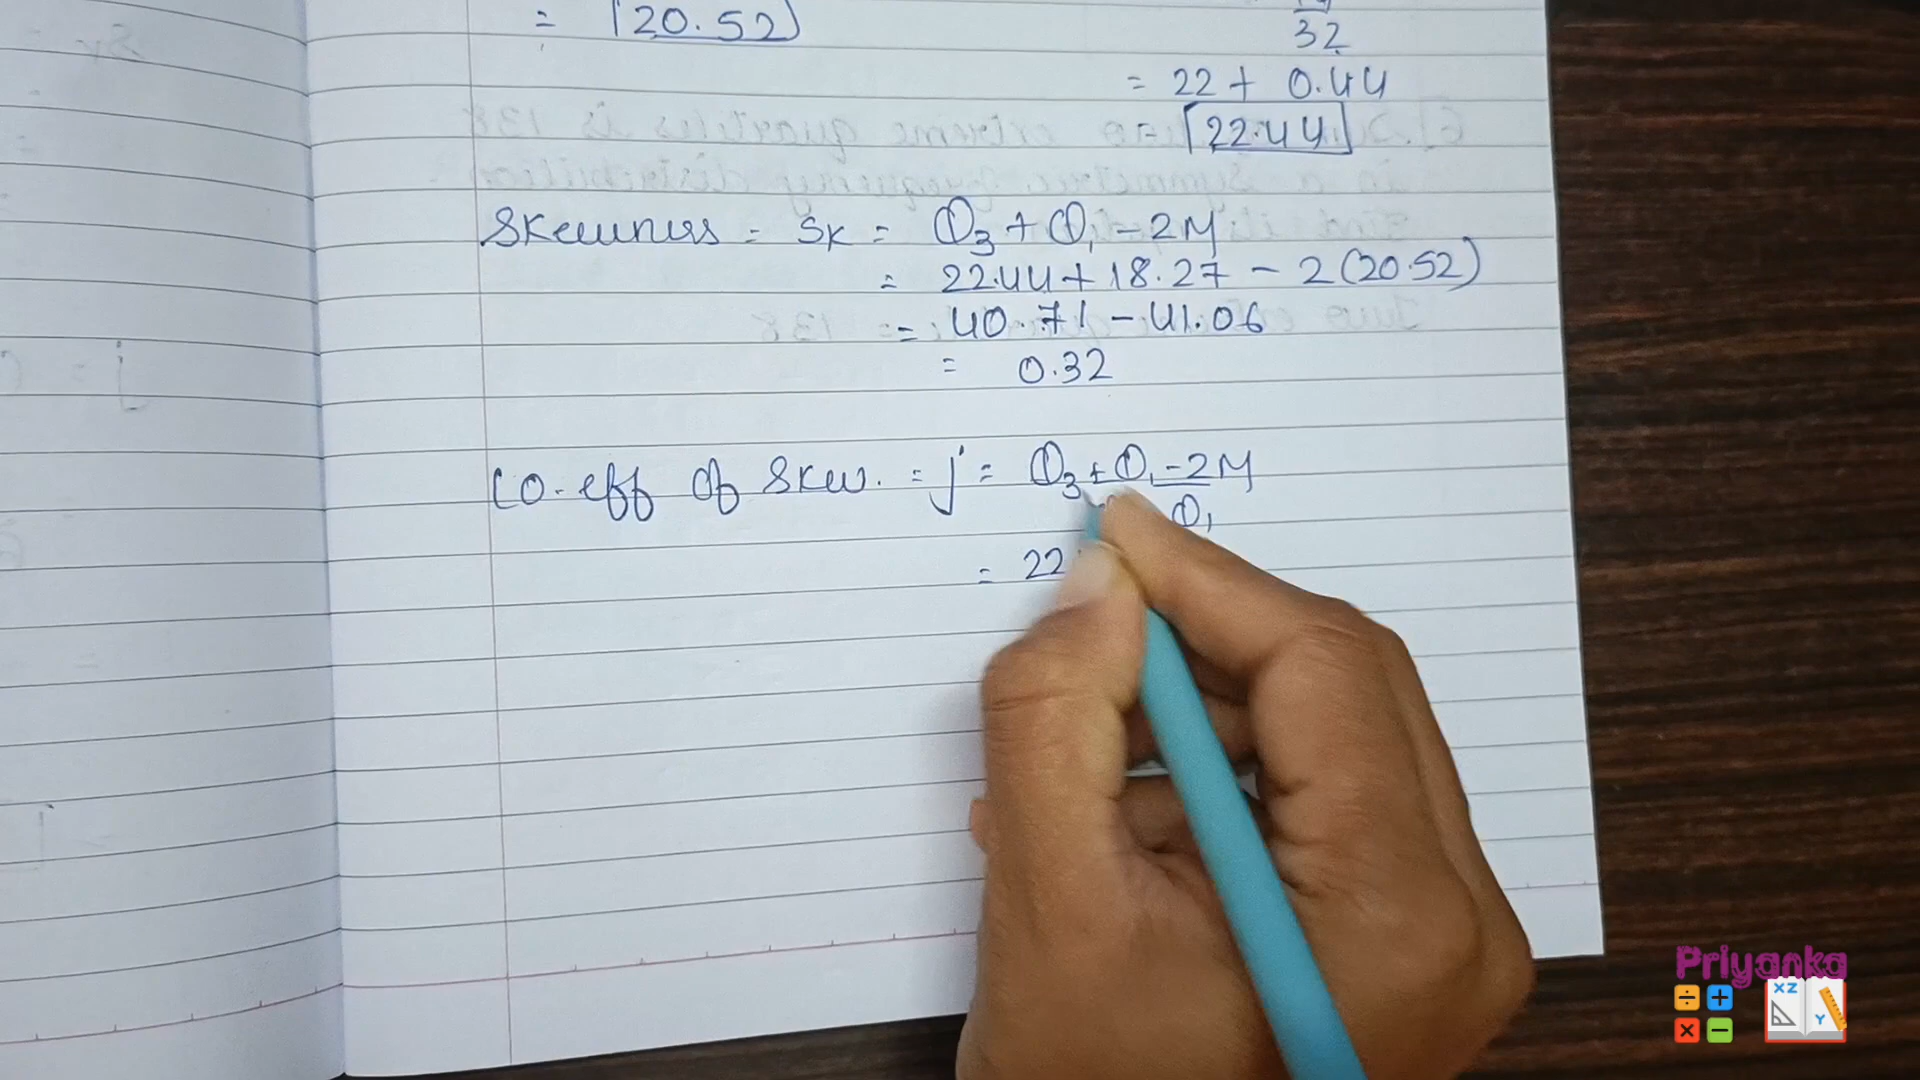 = 20.52
32
= 22 + 0.44
= 22.44
Skewness = Sk = Q3 + Q1 - 2M
= 22.44 + 18.27 - 2(20.52)
= 40.71 - 41.06
= 0.32
CO-eff Of Skew. = j = Q3 + Q1 - 2M
Q1
= 22
Priyanka
÷ +
× −
XZ
Y